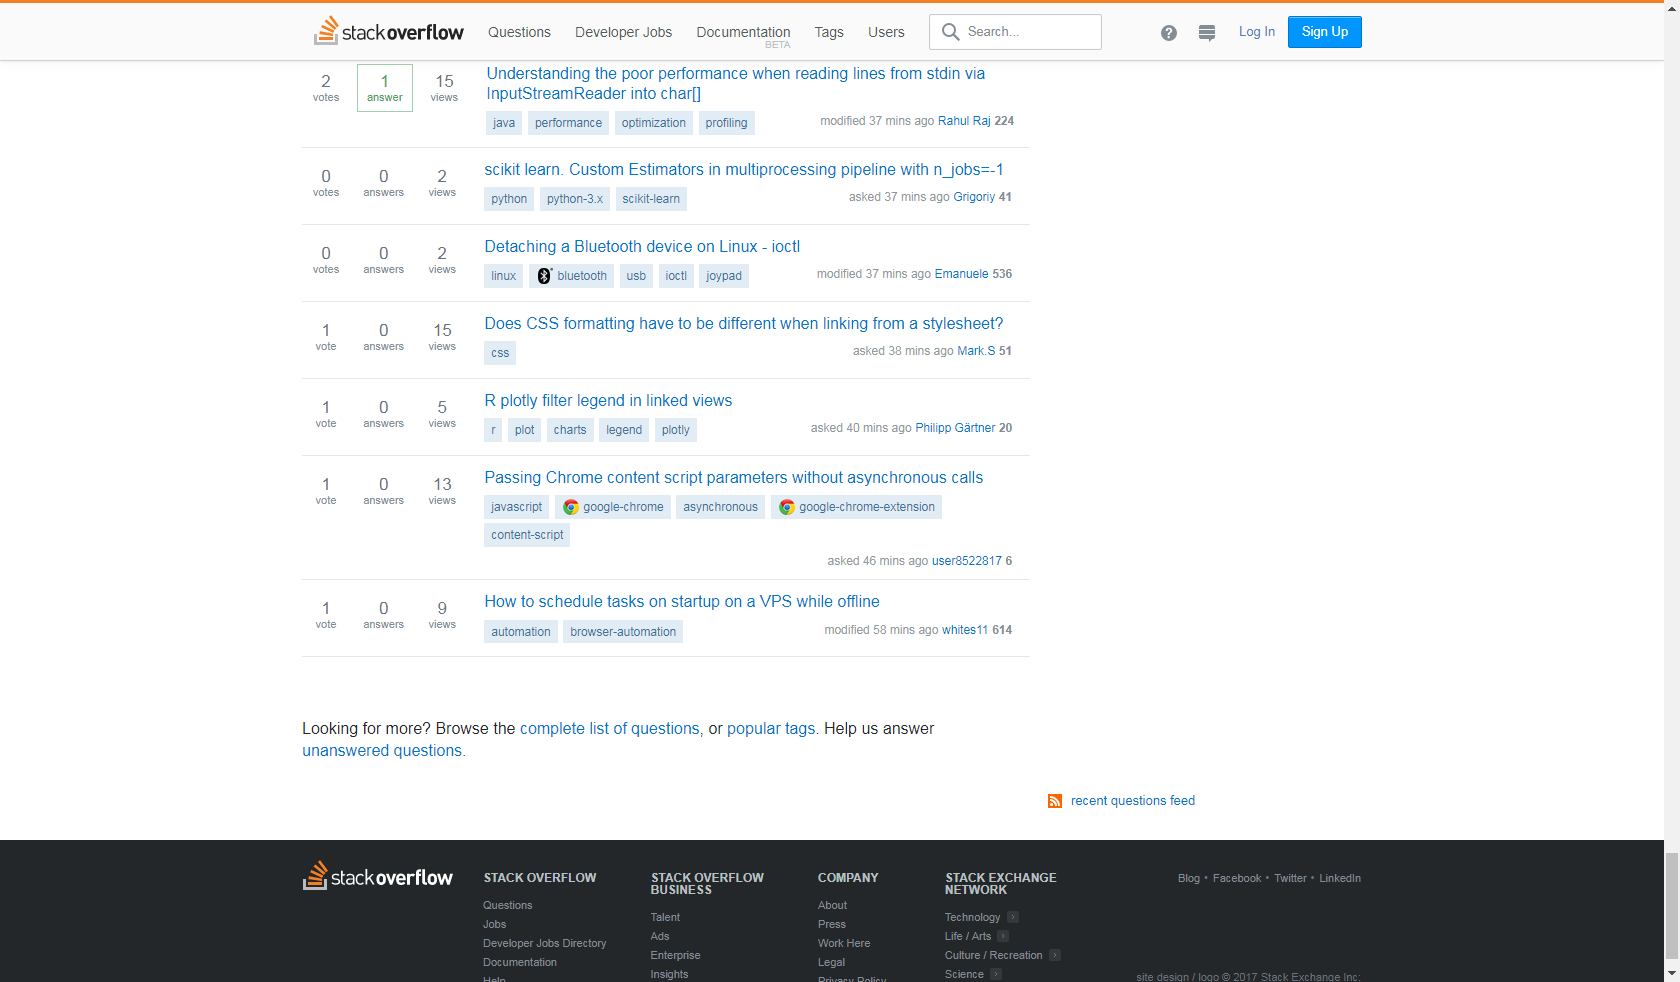 stackoverflow Questions Developer Jobs Documentation BETA Tags Users Search... Log In Sign Up
2 votes 1 answer 15 views
Understanding the poor performance when reading lines from stdin via
InputStreamReader into char[]
java performance optimization profiling
modified 37 mins ago Rahul Raj 224
0 votes 0 answers 2 views
scikit learn. Custom Estimators in multiprocessing pipeline with n_jobs=-1
python python-3.x scikit-learn
asked 37 mins ago Grigoriy 41
0 votes 0 answers 2 views
Detaching a Bluetooth device on Linux - ioctl
linux bluetooth usb ioctl joypad
modified 37 mins ago Emanuele 536
1 vote 0 answers 15 views
Does CSS formatting have to be different when linking from a stylesheet?
css
asked 38 mins ago Mark.S 51
1 vote 0 answers 5 views
R plotly filter legend in linked views
r plot charts legend plotly
asked 40 mins ago Philipp Gärtner 20
1 vote 0 answers 13 views
Passing Chrome content script parameters without asynchronous calls
javascript google-chrome asynchronous google-chrome-extension
content-script
asked 46 mins ago user8522817 6
1 vote 0 answers 9 views
How to schedule tasks on startup on a VPS while offline
automation browser-automation
modified 58 mins ago whites11 614
Looking for more? Browse the complete list of questions, or popular tags. Help us answer
unanswered questions.
recent questions feed
stackoverflow
STACK OVERFLOW
Questions
Jobs
Developer Jobs Directory
Documentation
Help
STACK OVERFLOW
BUSINESS
Talent
Ads
Enterprise
Insights
COMPANY
About
Press
Work Here
Legal
Privacy Policy
STACK EXCHANGE
NETWORK
Technology
Life / Arts
Culture / Recreation
Science
Blog • Facebook • Twitter • LinkedIn
site design / logo © 2017 Stack Exchange Inc;